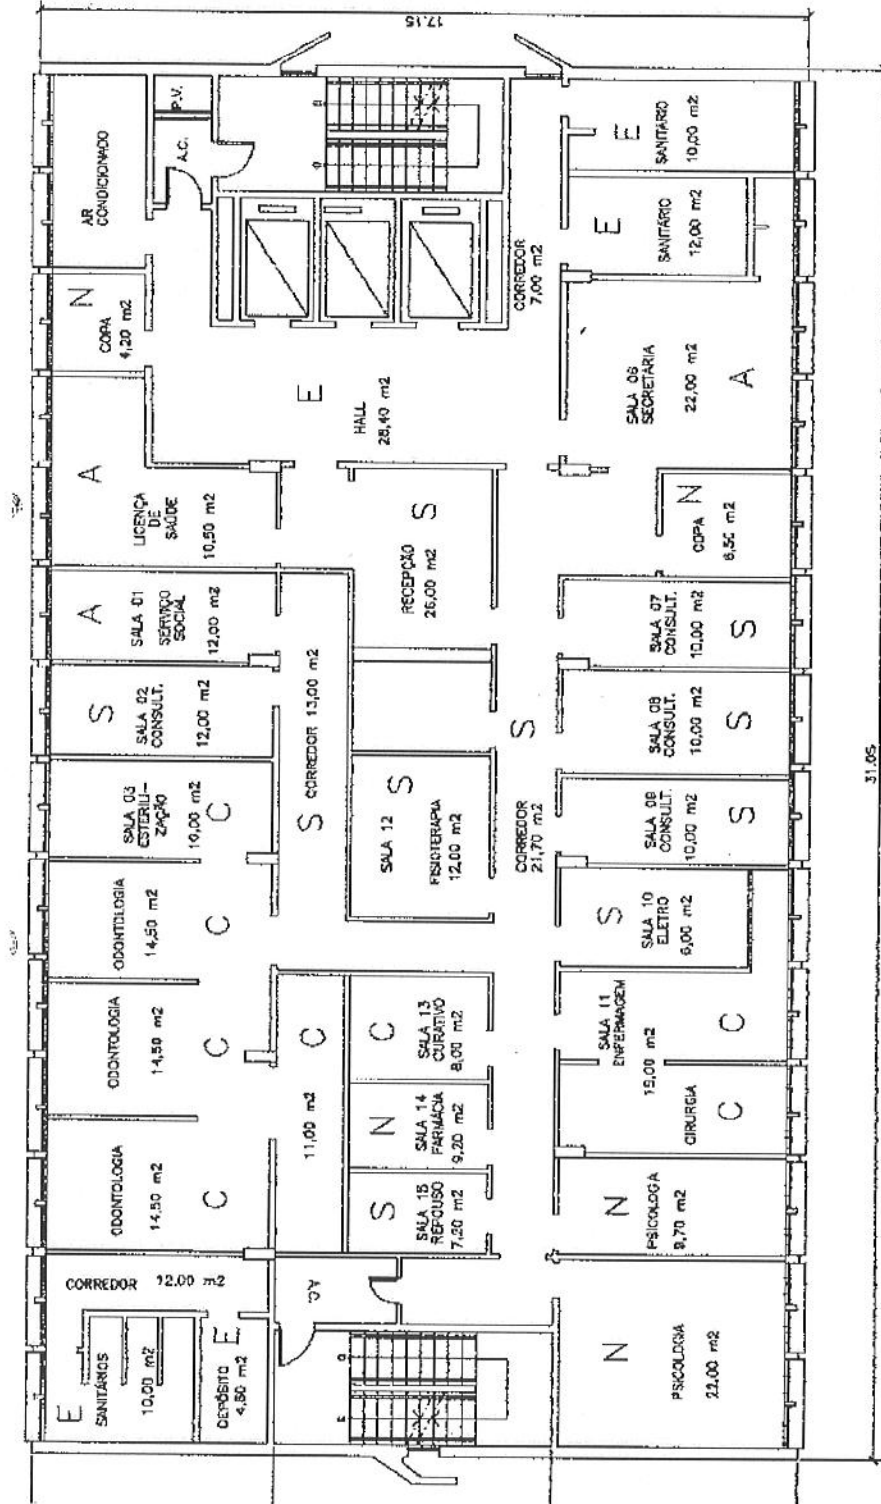 17.15
31.05
AR
CONDICIONADO
P.V.
A.C.
N
COPA
4,20 m2
A
LICENÇA
DE
SAÚDE
10,50 m2
A
SALA 01
SERVIÇO
SOCIAL
12,00 m2
S
SALA 02
CONSULT.
12,00 m2
SALA 03
ESTERILI-
ZAÇÃO
10,00 m2
C
ODONTOLOGIA
14,50 m2
C
ODONTOLOGIA
14,50 m2
C
ODONTOLOGIA
14,50 m2
C
CORREDOR 12.00 m2
E
SANITÁRIOS
10,00 m2
DEPÓSITO
4,50 m2
E
E
HALL
28,40 m2
CORREDOR
7,00 m2
RECEPÇÃO
26,00 m2
S
CORREDOR 13,00 m2
S
SALA 12
FISIOTERAPIA
12,00 m2
S
CORREDOR
21,70 m2
S
11,00 m2
C
C
SALA 13
CURATIVO
8,00 m2
N
SALA 14
FARMÁCIA
9,20 m2
S
SALA 15
REPOUSO
7,20 m2
AC.
E
SANITÁRIO
10,00 m2
E
SANITÁRIO
12,00 m2
SALA 06
SECRETARIA
22,00 m2
A
N
COPA
6,50 m2
SALA 07
CONSULT.
10,00 m2
S
SALA 08
CONSULT.
10,00 m2
S
SALA 09
CONSULT.
10,00 m2
S
S
SALA 10
ELETRO
6,00 m2
SALA 11
ENFERMAGEM
15,00 m2
C
CIRURGIA
C
N
PSICOLOGA
9,70 m2
N
PSICOLOGIA
22,00 m2